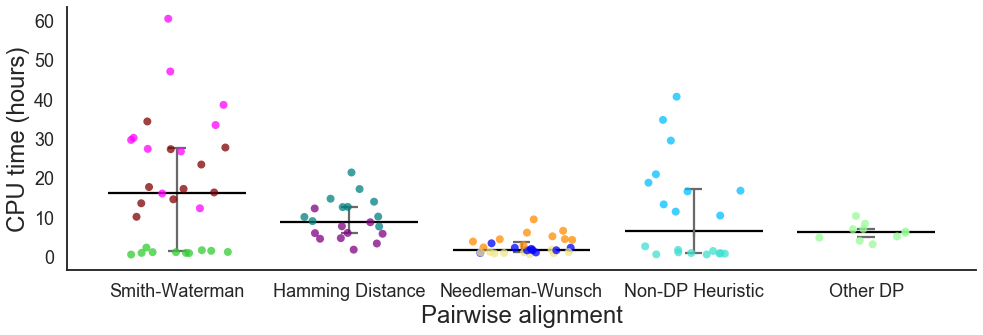 CPU time (hours)
60
50
40
30
20
10
0
Smith-Waterman Hamming Distance Needleman-Wunsch Non-DP Heuristic Other DP
Pairwise alignment